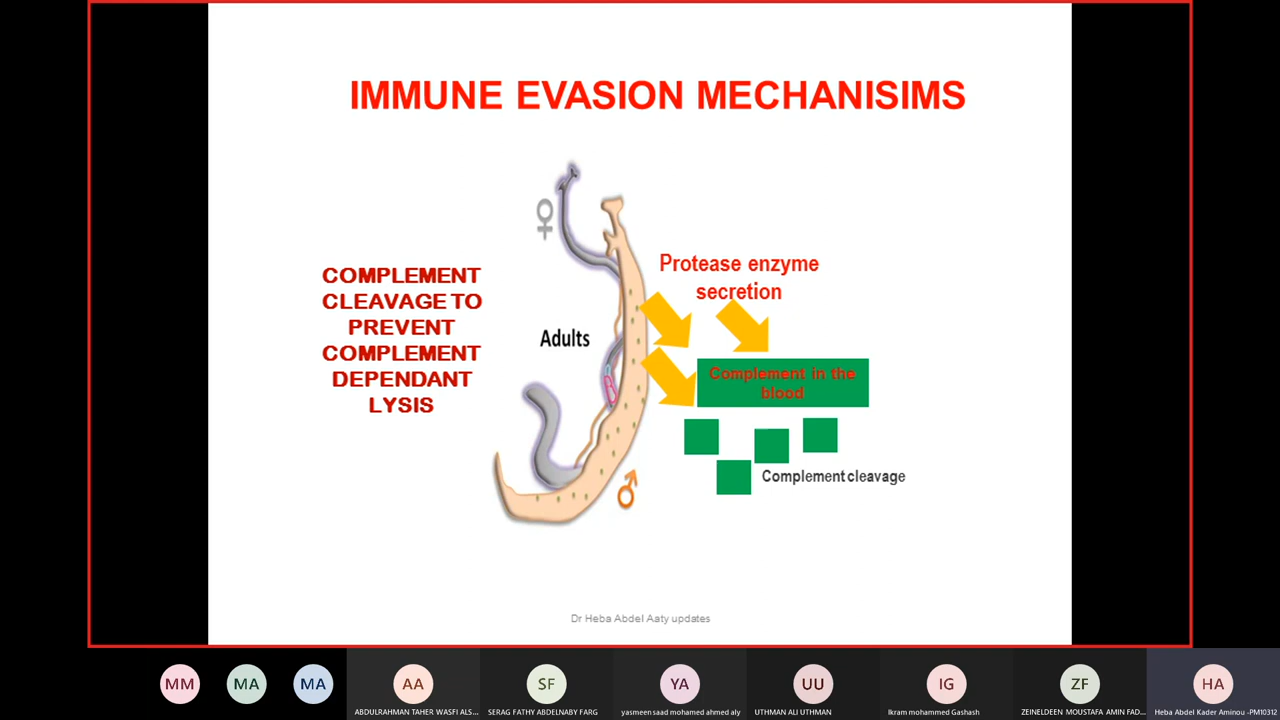 IMMUNE EVASION MECHANISIMS
COMPLEMENT
CLEAVAGE TO
PREVENT
COMPLEMENT
DEPENDANT
LYSIS
Adults
Protease enzyme
secretion
Complement in the
blood
Complement cleavage
Dr Heba Abdel Aaty updates
MM
MA
MA
AA
SF
YA
UU
IG
ZF
HA
ABDULRAHMAN TAHER WASFI ALS...
SERAG FATHY ABDELNABY FARG
yasmeen saad mohamed ahmed aly
UTHMAN ALI UTHMAN
Ikram mohammed Gashash
ZEINELDEEN MOUSTAFA AMIN FAD...
Heba Abdel Kader Aminou -PM10312